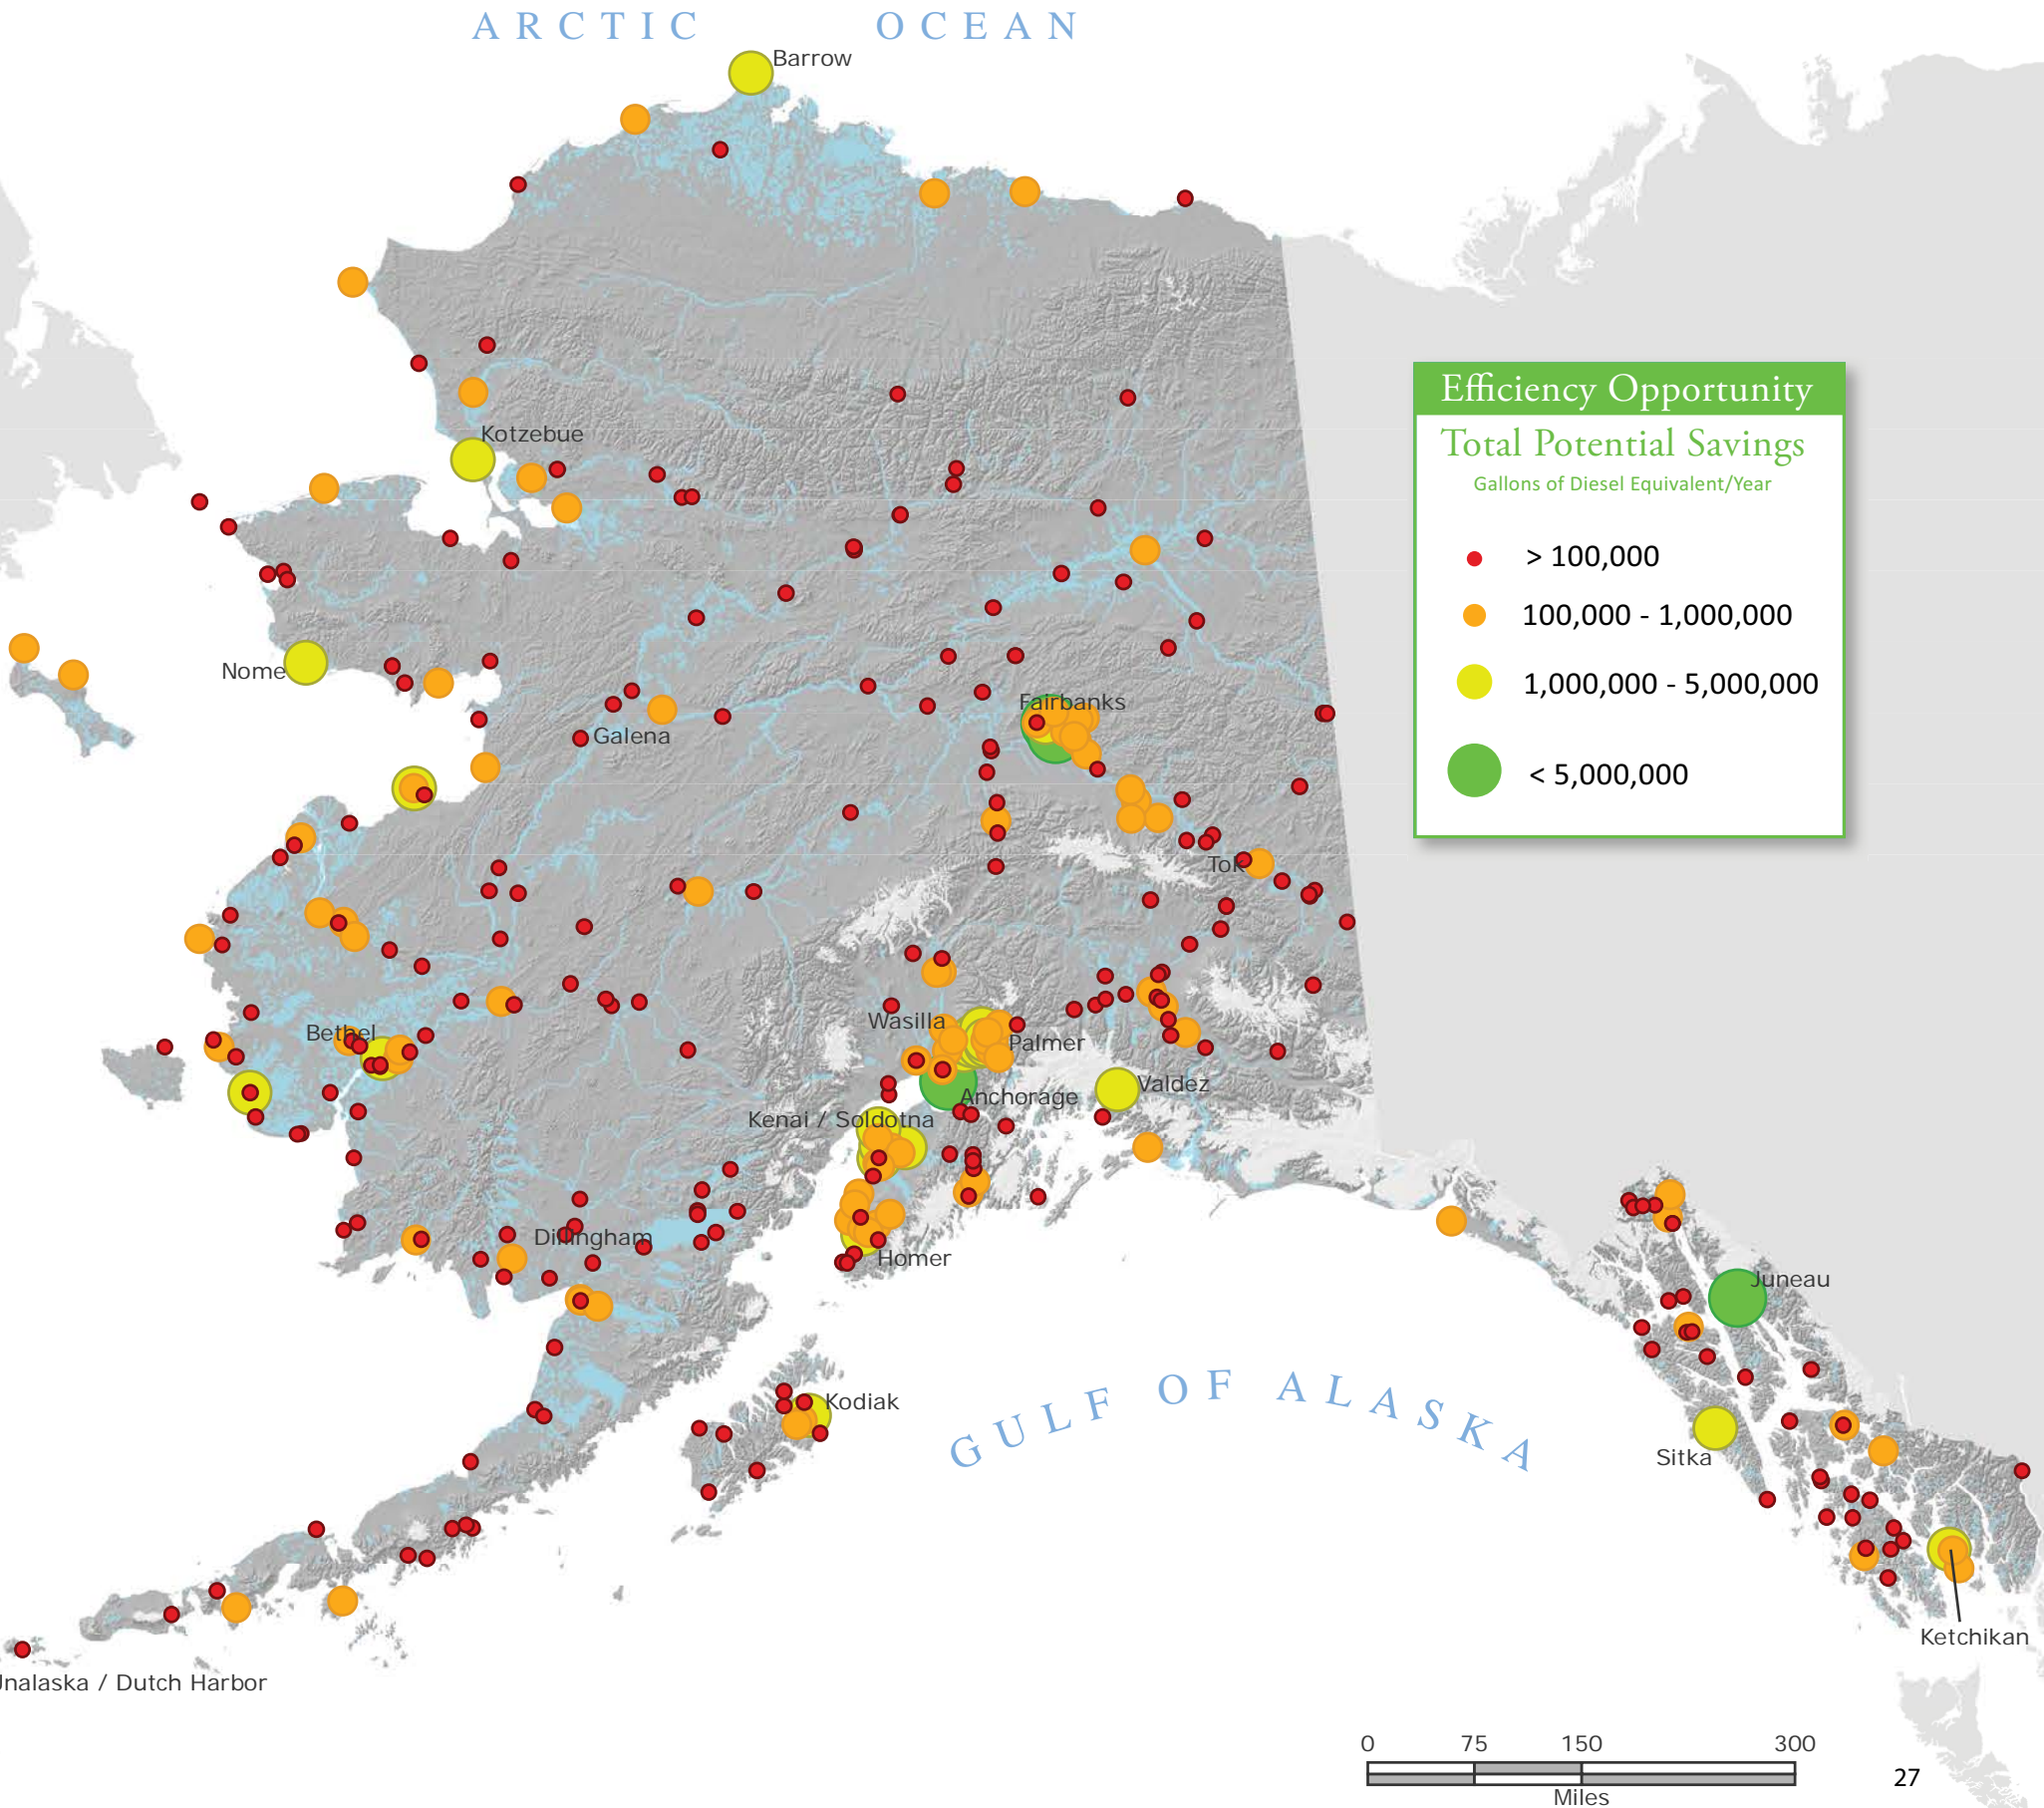 ARCTIC OCEAN
Barrow
Kotzebue
Nome
Fairbanks
Galena
Tok
Bethel
Wasilla
Palmer
Anchorage
Valdez
Kenai / Soldotna
Dillingham
Homer
Juneau
Kodiak
Sitka
GULF OF ALASKA
Ketchikan
Unalaska / Dutch Harbor
Efficiency Opportunity
Total Potential Savings
Gallons of Diesel Equivalent/Year
> 100,000
100,000 - 1,000,000
1,000,000 - 5,000,000
< 5,000,000
0 75 150 300
Miles
27